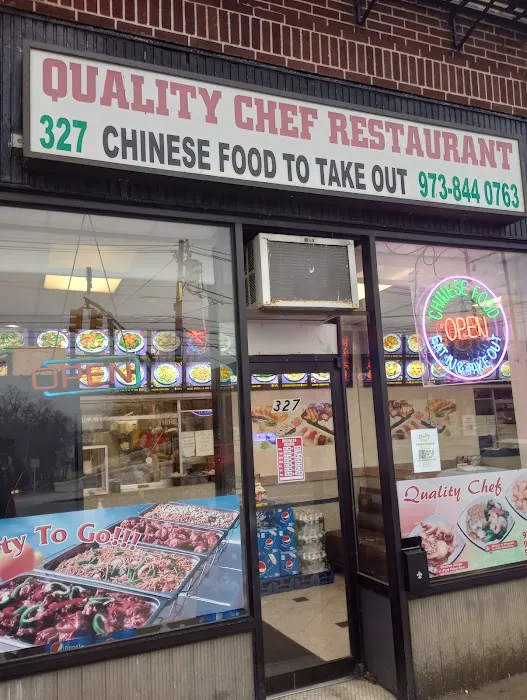 QUALITY CHEF RESTAURANT
327 CHINESE FOOD TO TAKE OUT 973-844 0763
CHINESE FOOD
OPEN
EAT IN & TAKE OUT
OPEN
327
Quality Chef
ty To Go!!!
pepsi